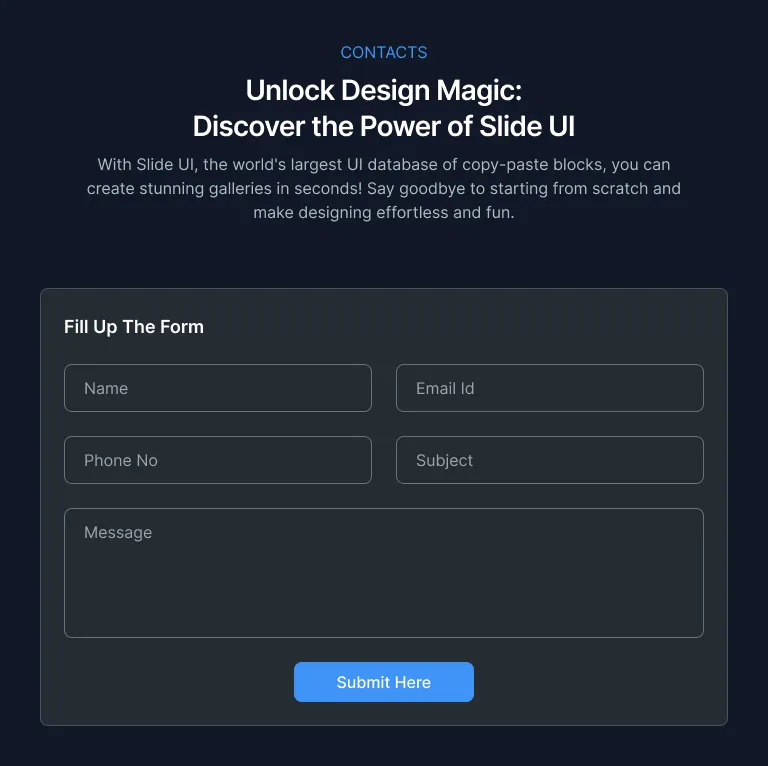 CONTACTS
Unlock Design Magic:
Discover the Power of Slide UI
With Slide UI, the world's largest UI database of copy-paste blocks, you can
create stunning galleries in seconds! Say goodbye to starting from scratch and
make designing effortless and fun.
Fill Up The Form
Name
Email Id
Phone No
Subject
Message
Submit Here